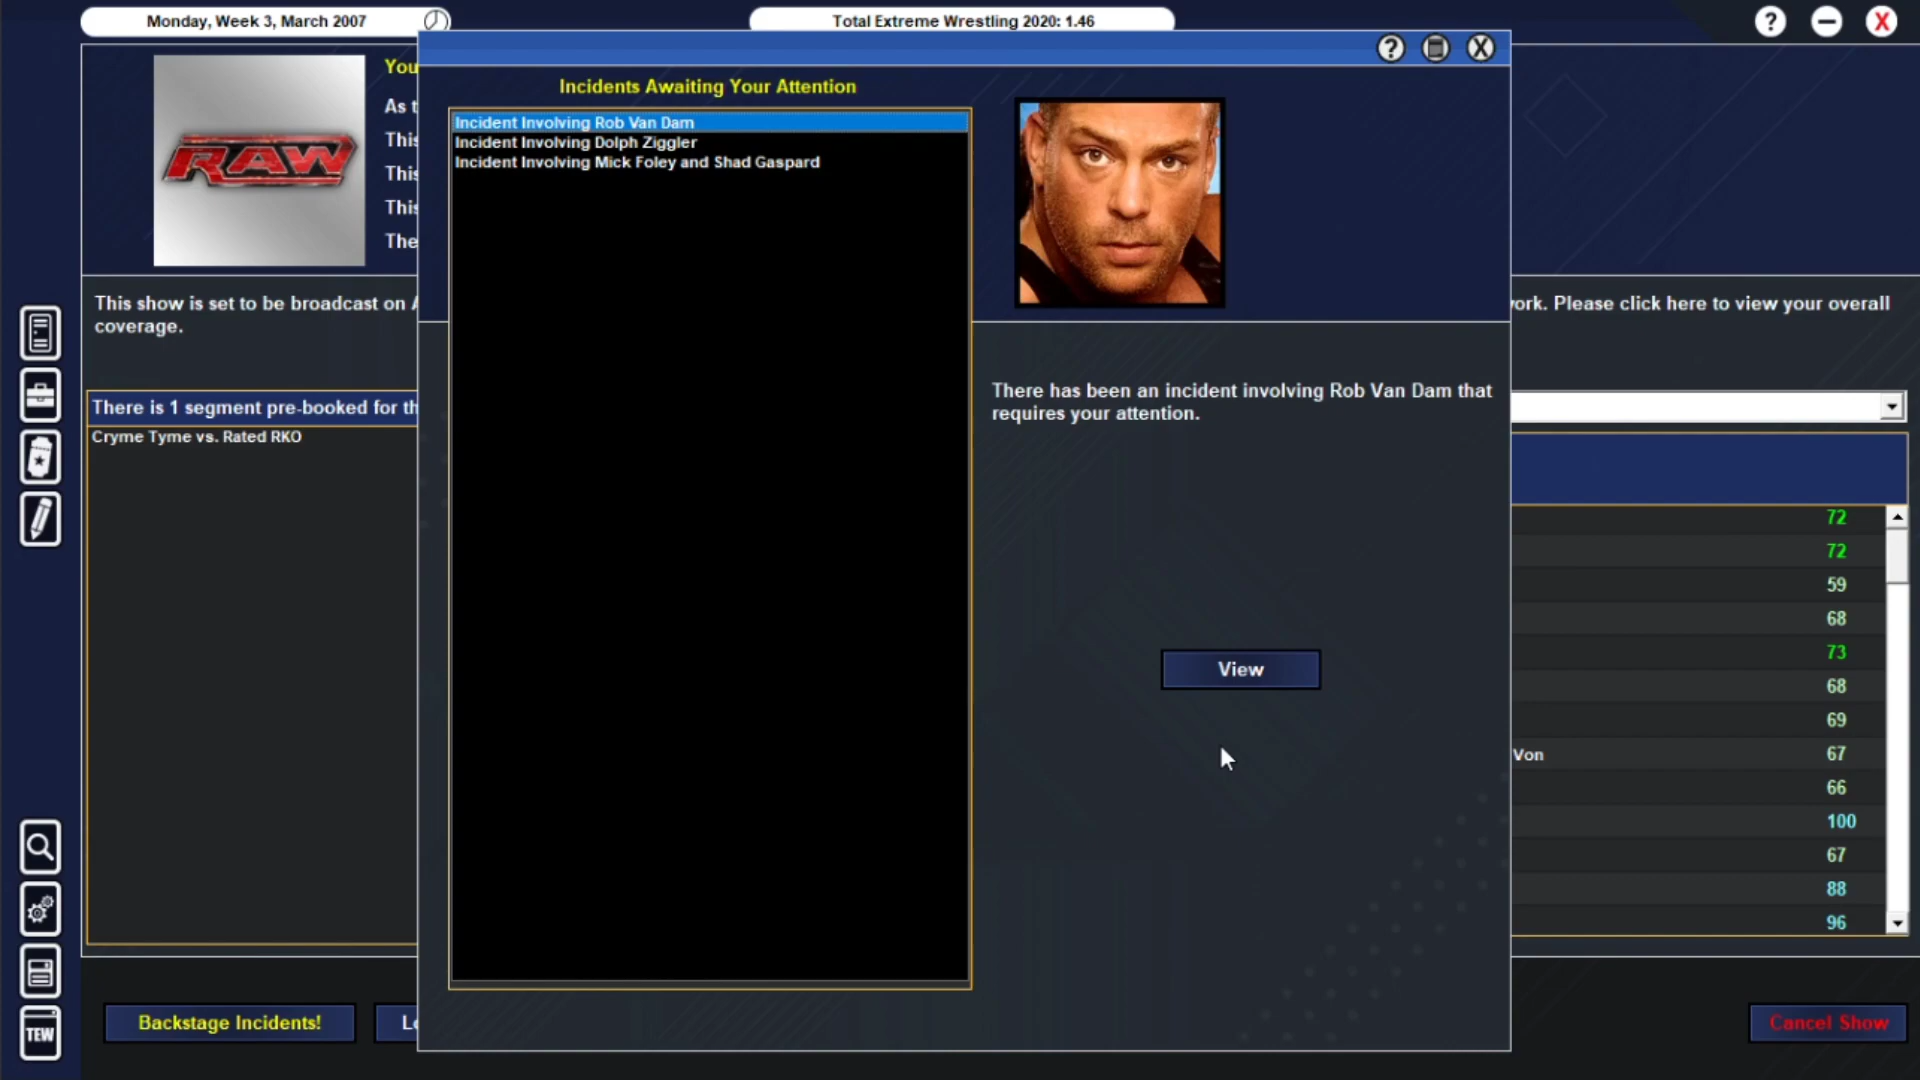 Monday, Week 3, March 2007
Total Extreme Wrestling 2020: 1.46
?
X
?
X
You
Incidents Awaiting Your Attention
As t
This
This
This
The
RAW
Incident Involving Rob Van Dam
Incident Involving Dolph Ziggler
Incident Involving Mick Foley and Shad Gaspard
This show is set to be broadcast on A
coverage.
ork. Please click here to view your overall
There has been an incident involving Rob Van Dam that
requires your attention.
There is 1 segment pre-booked for th
Cryme Tyme vs. Rated RKO
View
72
72
59
68
73
68
69
Von 67
66
100
67
88
96
Backstage Incidents!
Lo
Cancel Show
TEW